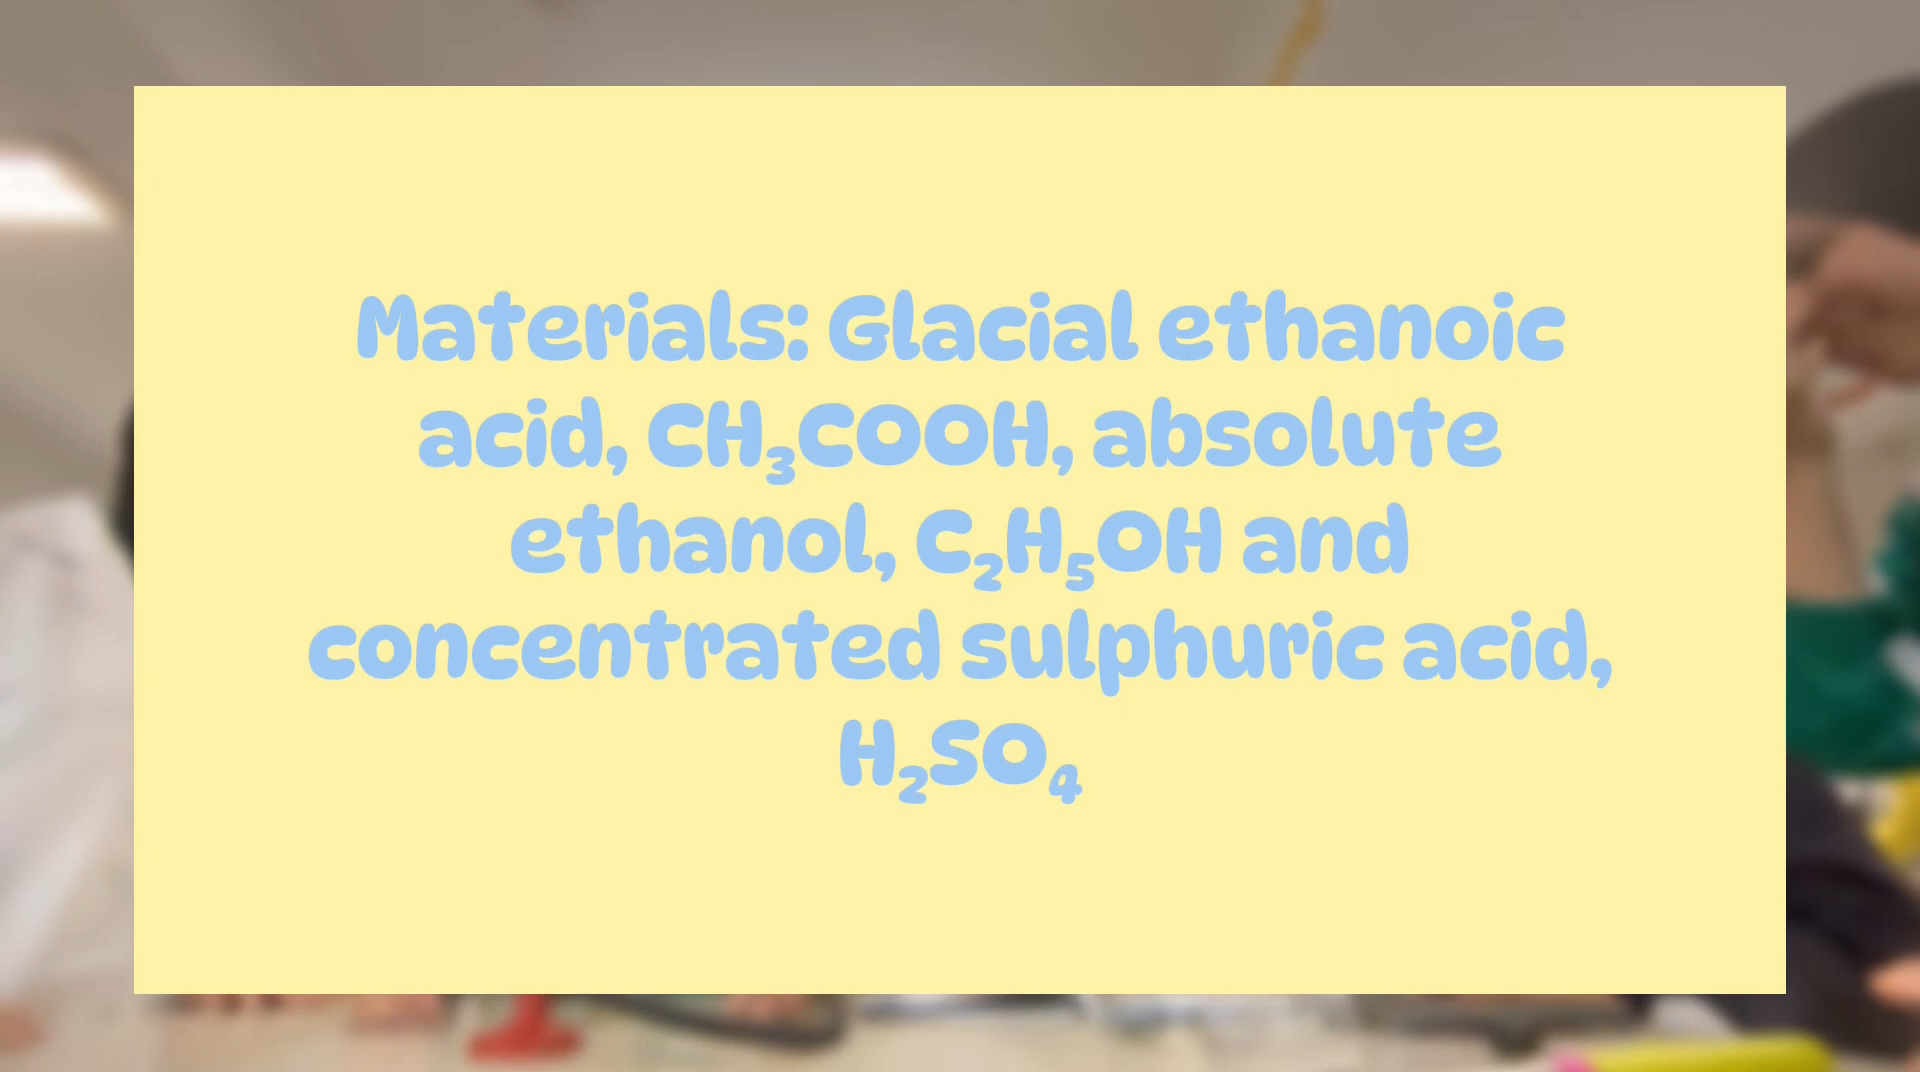 Materials: Glacial ethanoic
acid, CH₃COOH, absolute
ethanol, C₂H₅OH and
concentrated sulphuric acid,
H₂SO₄